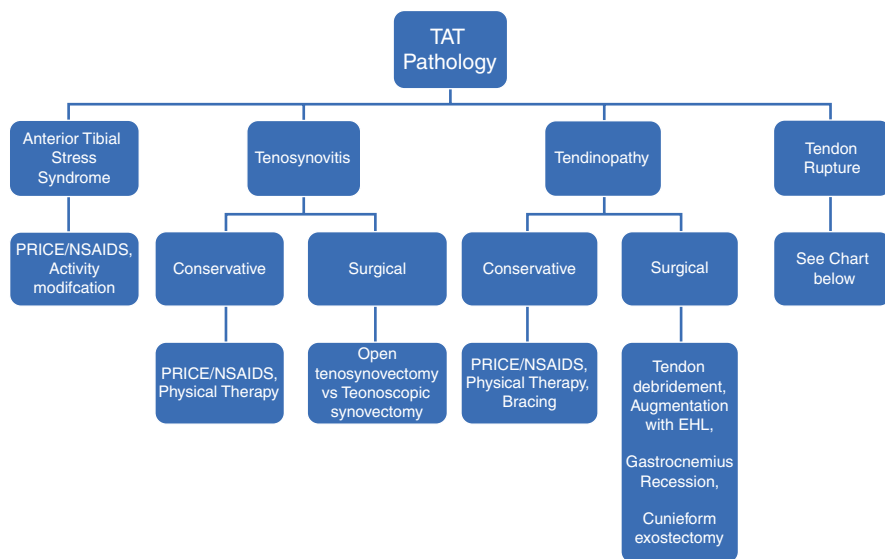 TAT
Pathology
Anterior Tibial
Stress
Syndrome
Tenosynovitis
Tendinopathy
Tendon
Rupture
PRICE/NSAIDS,
Activity
modifcation
Conservative
Surgical
Conservative
Surgical
See Chart
below
PRICE/NSAIDS,
Physical Therapy
Open
tenosynovectomy
vs Teonoscopic
synovectomy
PRICE/NSAIDS,
Physical Therapy,
Bracing
Tendon
debridement,
Augmentation
with EHL,
Gastrocnemius
Recession,
Cunieform
exostectomy